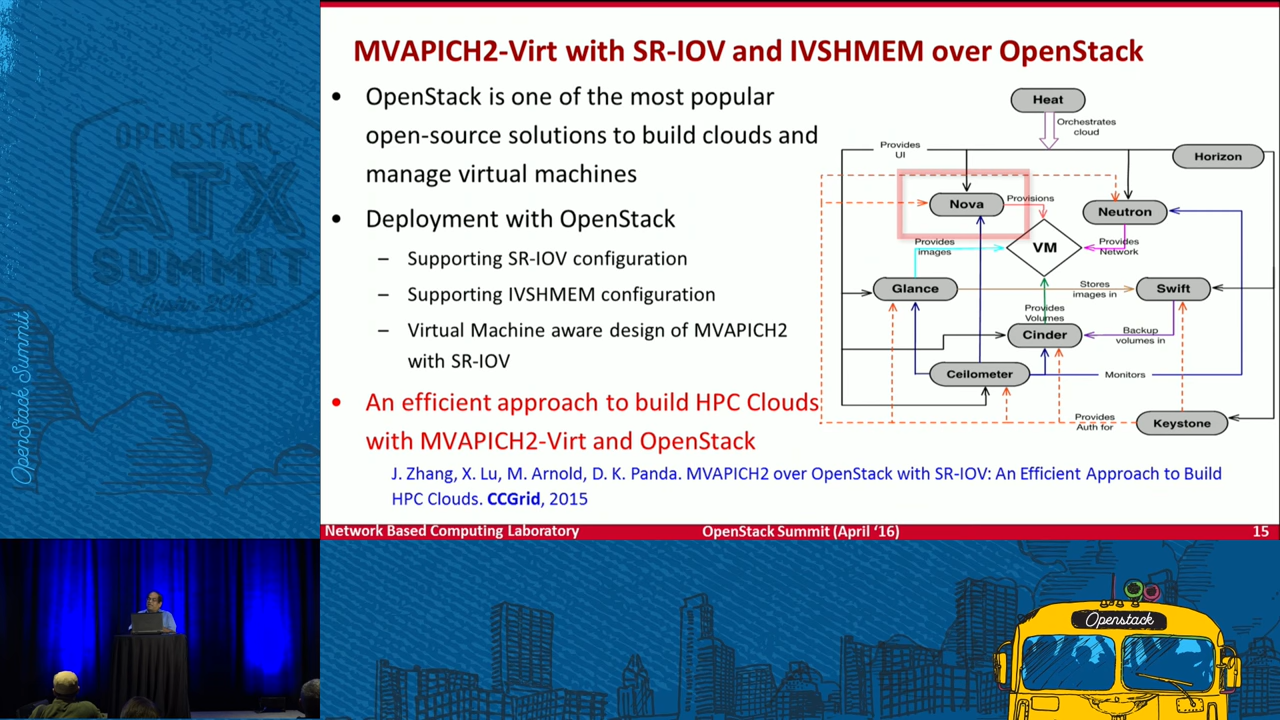 MVAPICH2-Virt with SR-IOV and IVSHMEM over OpenStack
• OpenStack is one of the most popular
open-source solutions to build clouds and
manage virtual machines
• Deployment with OpenStack
– Supporting SR-IOV configuration
– Supporting IVSHMEM configuration
– Virtual Machine aware design of MVAPICH2
with SR-IOV
• An efficient approach to build HPC Clouds
with MVAPICH2-Virt and OpenStack
J. Zhang, X. Lu, M. Arnold, D. K. Panda. MVAPICH2 over OpenStack with SR-IOV: An Efficient Approach to Build
HPC Clouds. CCGrid, 2015
Heat
Orchestrates
cloud
Provides
UI
Horizon
Nova
Provisions
Neutron
Provides
images
VM
Provides
Network
Glance
Stores
images in
Swift
Provides
Volumes
Cinder
Backup
volumes in
Ceilometer
Monitors
Provides
Auth for
Keystone
Network Based Computing Laboratory
OpenStack Summit (April ‘16)
15
OPENSTACK
ATX
SUMMIT
OpenStack Summit
Openstack